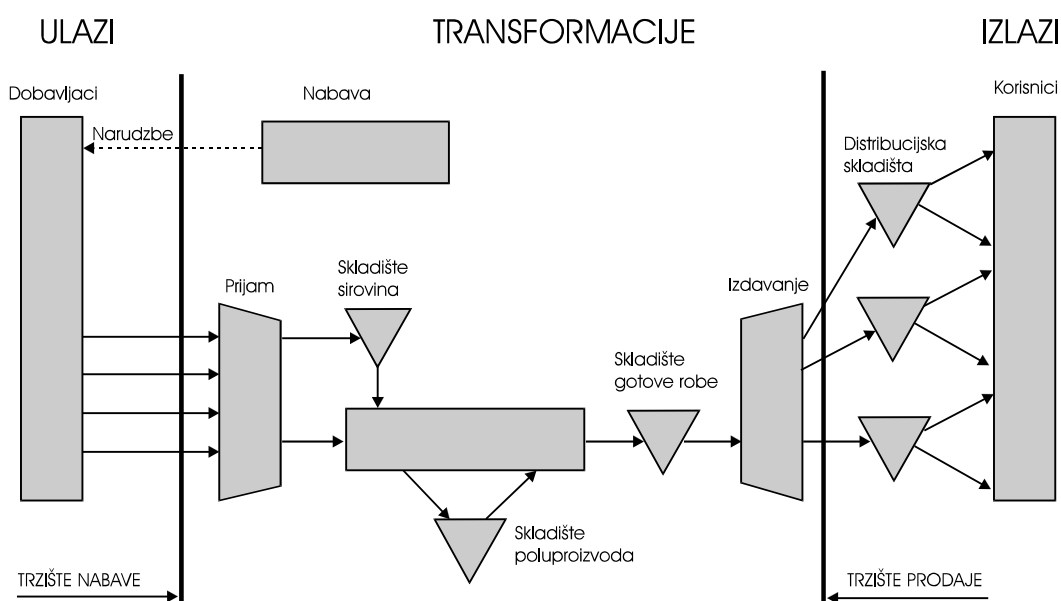 ULAZI
TRANSFORMACIJE
IZLAZI
Dobavljaci
Nabava
Korisnici
Narudzbe
Distribucijska
skladišta
Prijam
Skladište
sirovina
Izdavanje
Skladište
gotove robe
Skladište
poluproizvoda
TRZIŠTE NABAVE
TRZIŠTE PRODAJE